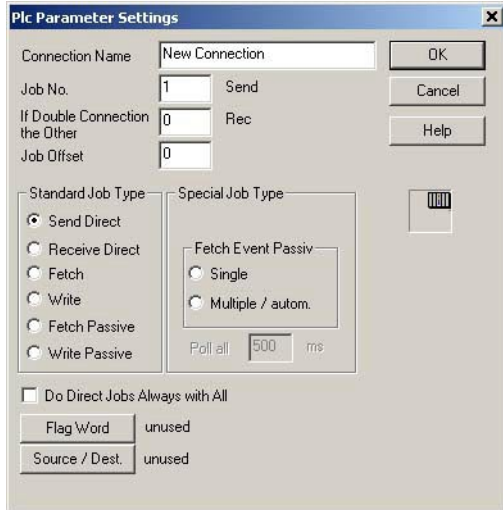 Plc Parameter Settings
Connection Name New Connection OK
Job No. 1 Send Cancel
If Double Connection the Other 0 Rec Help
Job Offset 0
Standard Job Type
Send Direct
Receive Direct
Fetch
Write
Fetch Passive
Write Passive
Special Job Type
Fetch Event Passiv
Single
Multiple / autom.
Poll all 500 ms
Do Direct Jobs Always with All
Flag Word unused
Source / Dest. unused